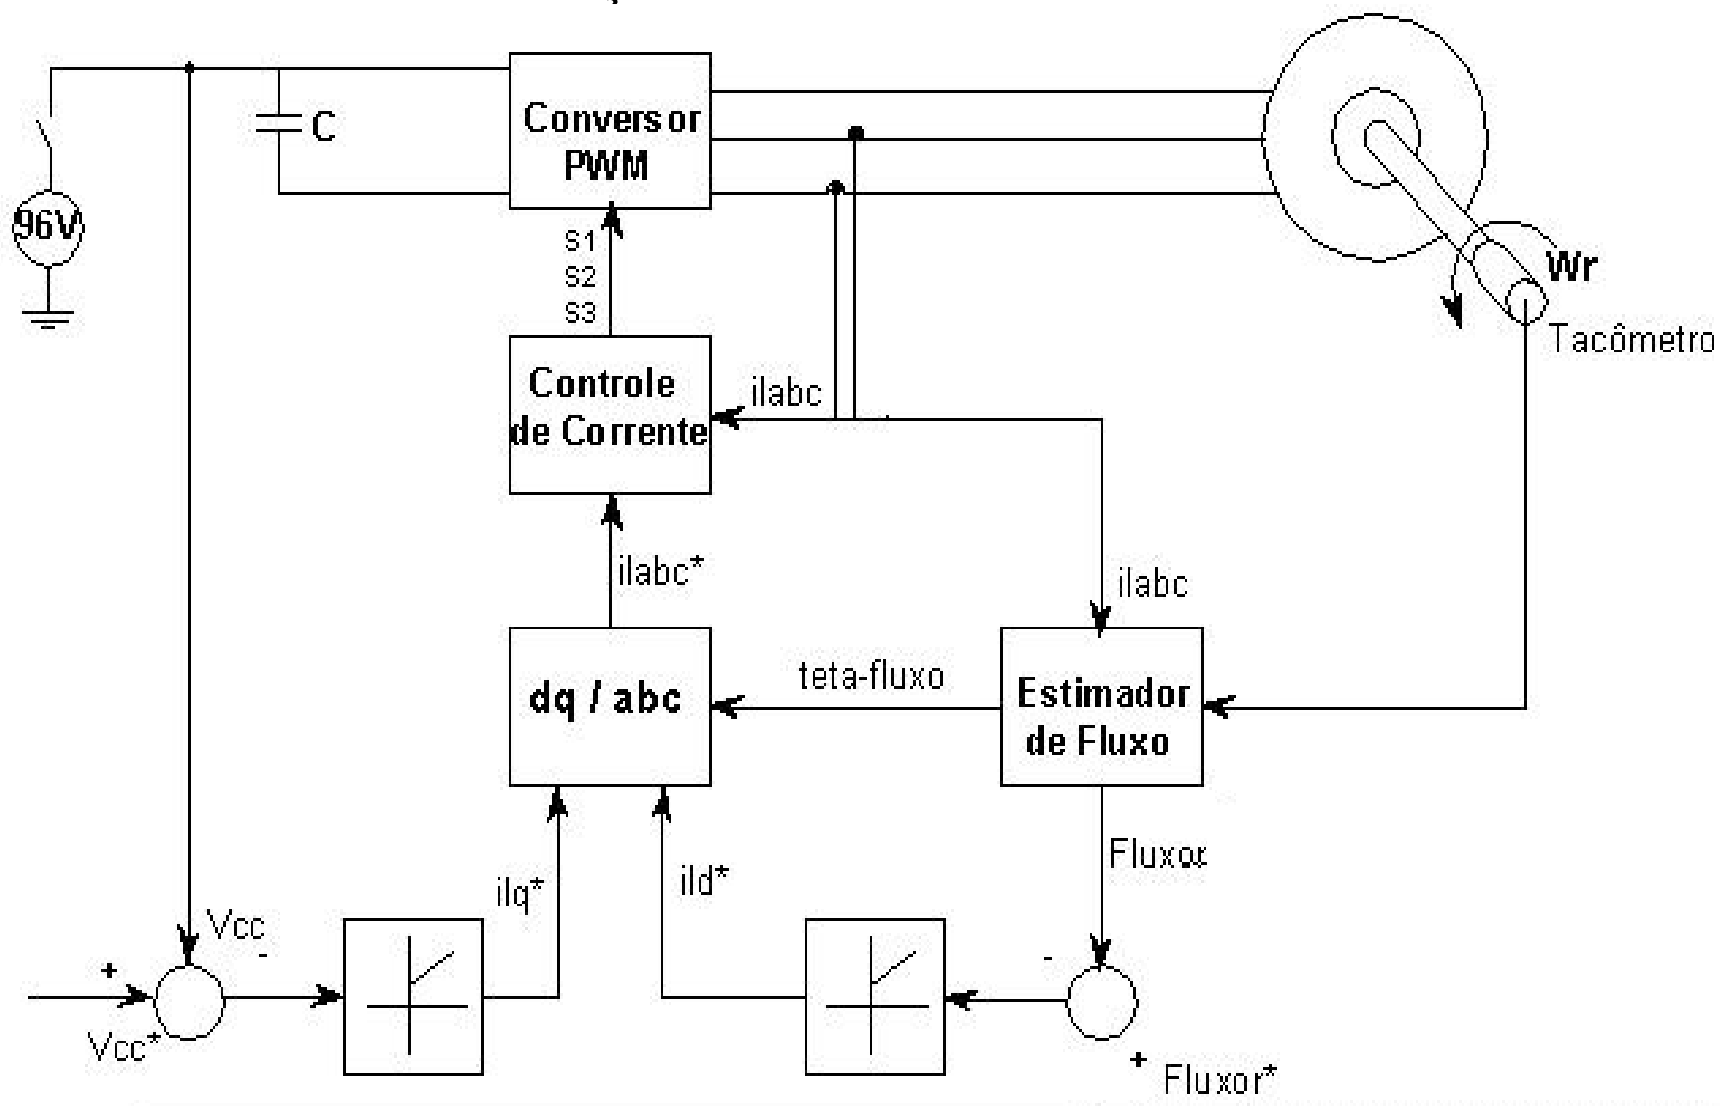 Conversor
PWM
C
96V
S1
S2
S3
Wr
Tacômetro
Controle
de Corrente
ilabc
ilabc*
ilabc
dq / abc
teta-fluxo
Estimador
de Fluxo
Fluxor
ilq*
ild*
Vcc
-
+
Vcc*
-
+
Fluxor*